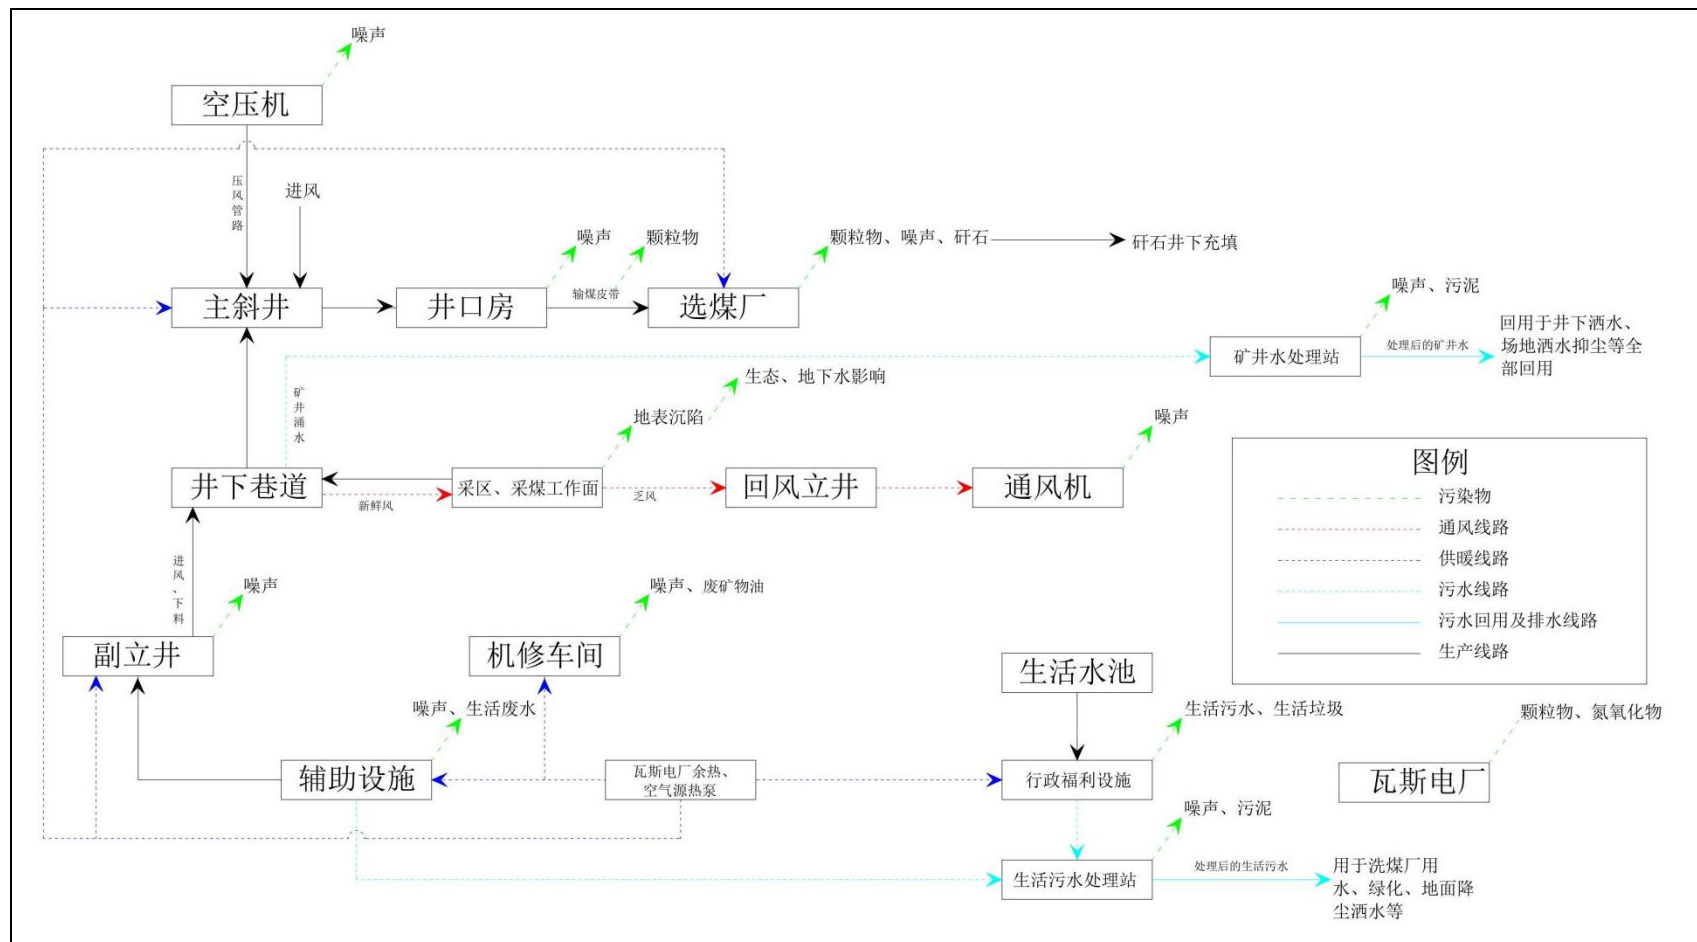 噪声
空压机
压风管路
进风
噪声
颗粒物
颗粒物、噪声、矸石
矸石井下充填
主斜井
井口房
输煤皮带
选煤厂
噪声、污泥
矿井水处理站
处理后的矿井水
回用于井下洒水、
场地洒水抑尘等全
部回用
矿井涌水
生态、地下水影响
地表沉陷
噪声
井下巷道
新鲜风
采区、采煤工作面
乏风
回风立井
通风机
图例
污染物
通风线路
供暖线路
污水线路
污水回用及排水线路
生产线路
进风、下料
噪声
噪声、废矿物油
副立井
机修车间
生活水池
噪声、生活废水
生活污水、生活垃圾
颗粒物、氮氧化物
辅助设施
瓦斯电厂余热、
空气源热泵
行政福利设施
瓦斯电厂
噪声、污泥
生活污水处理站
处理后的生活污水
用于洗煤厂用
水、绿化、地面降
尘洒水等